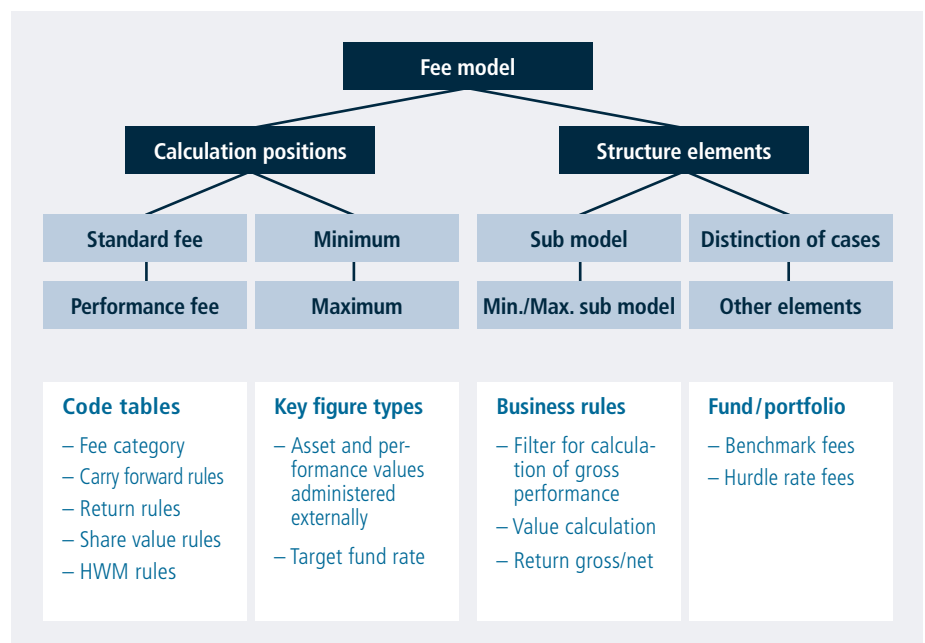 Fee model
Calculation positions
Structure elements
Standard fee
Minimum
Sub model
Distinction of cases
Performance fee
Maximum
Min./Max. sub model
Other elements
Code tables
– Fee category
– Carry forward rules
– Return rules
– Share value rules
– HWM rules
Key figure types
– Asset and per-
formance values
administered
externally
– Target fund rate
Business rules
– Filter for calcula-
tion of gross
performance
– Value calculation
– Return gross/net
Fund/portfolio
– Benchmark fees
– Hurdle rate fees